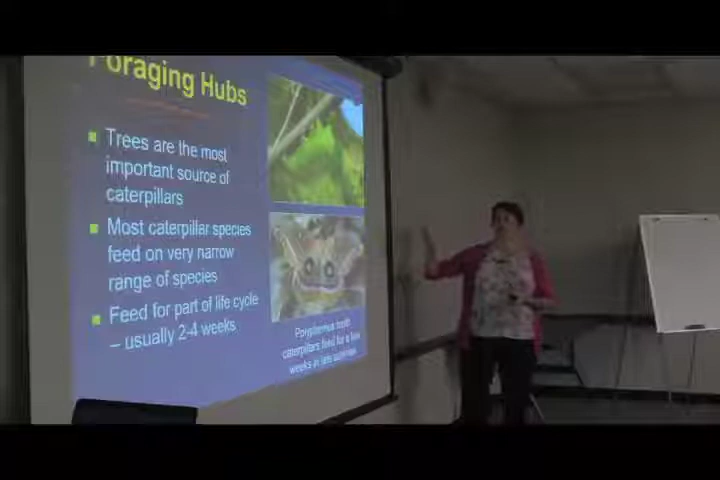 Foraging Hubs
Trees are the most
important source of
caterpillars
Most caterpillar species
feed on very narrow
range of species
Feed for part of life cycle
– usually 2-4 weeks
Polyphemus moth
caterpillars feed for a few
weeks in late summer